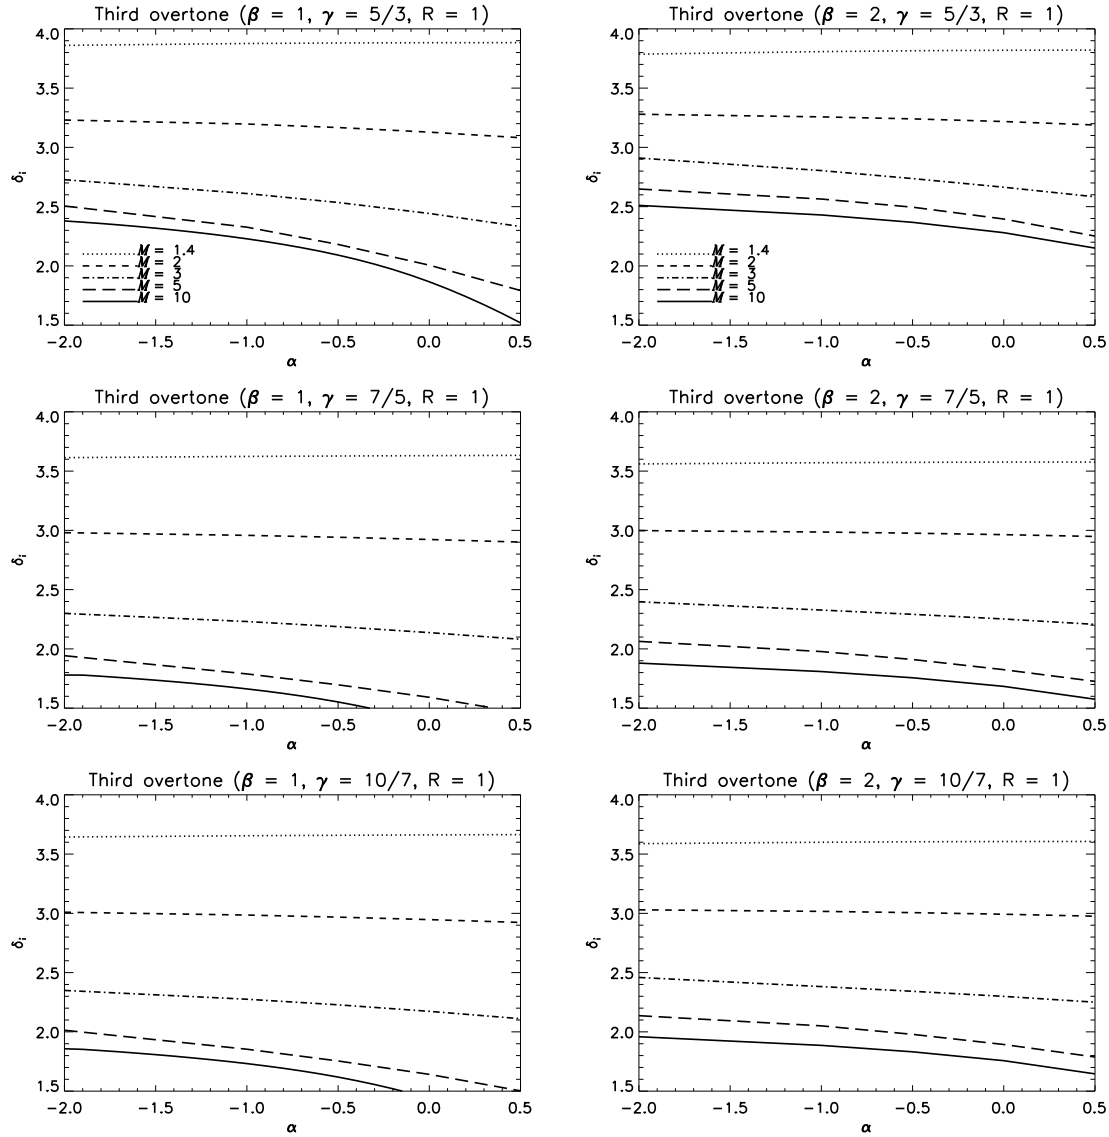 Third overtone (β = 1, γ = 5/3, R = 1)
4.0
3.5
3.0
2.5
2.0
1.5
δi
M = 1.4
M = 2
M = 3
M = 5
M = 10
−2.0 −1.5 −1.0 −0.5 0.0 0.5
α
Third overtone (β = 2, γ = 5/3, R = 1)
4.0
3.5
3.0
2.5
2.0
1.5
δi
M = 1.4
M = 2
M = 3
M = 5
M = 10
−2.0 −1.5 −1.0 −0.5 0.0 0.5
α
Third overtone (β = 1, γ = 7/5, R = 1)
4.0
3.5
3.0
2.5
2.0
1.5
δi
−2.0 −1.5 −1.0 −0.5 0.0 0.5
α
Third overtone (β = 2, γ = 7/5, R = 1)
4.0
3.5
3.0
2.5
2.0
1.5
δi
−2.0 −1.5 −1.0 −0.5 0.0 0.5
α
Third overtone (β = 1, γ = 10/7, R = 1)
4.0
3.5
3.0
2.5
2.0
1.5
δi
−2.0 −1.5 −1.0 −0.5 0.0 0.5
α
Third overtone (β = 2, γ = 10/7, R = 1)
4.0
3.5
3.0
2.5
2.0
1.5
δi
−2.0 −1.5 −1.0 −0.5 0.0 0.5
α